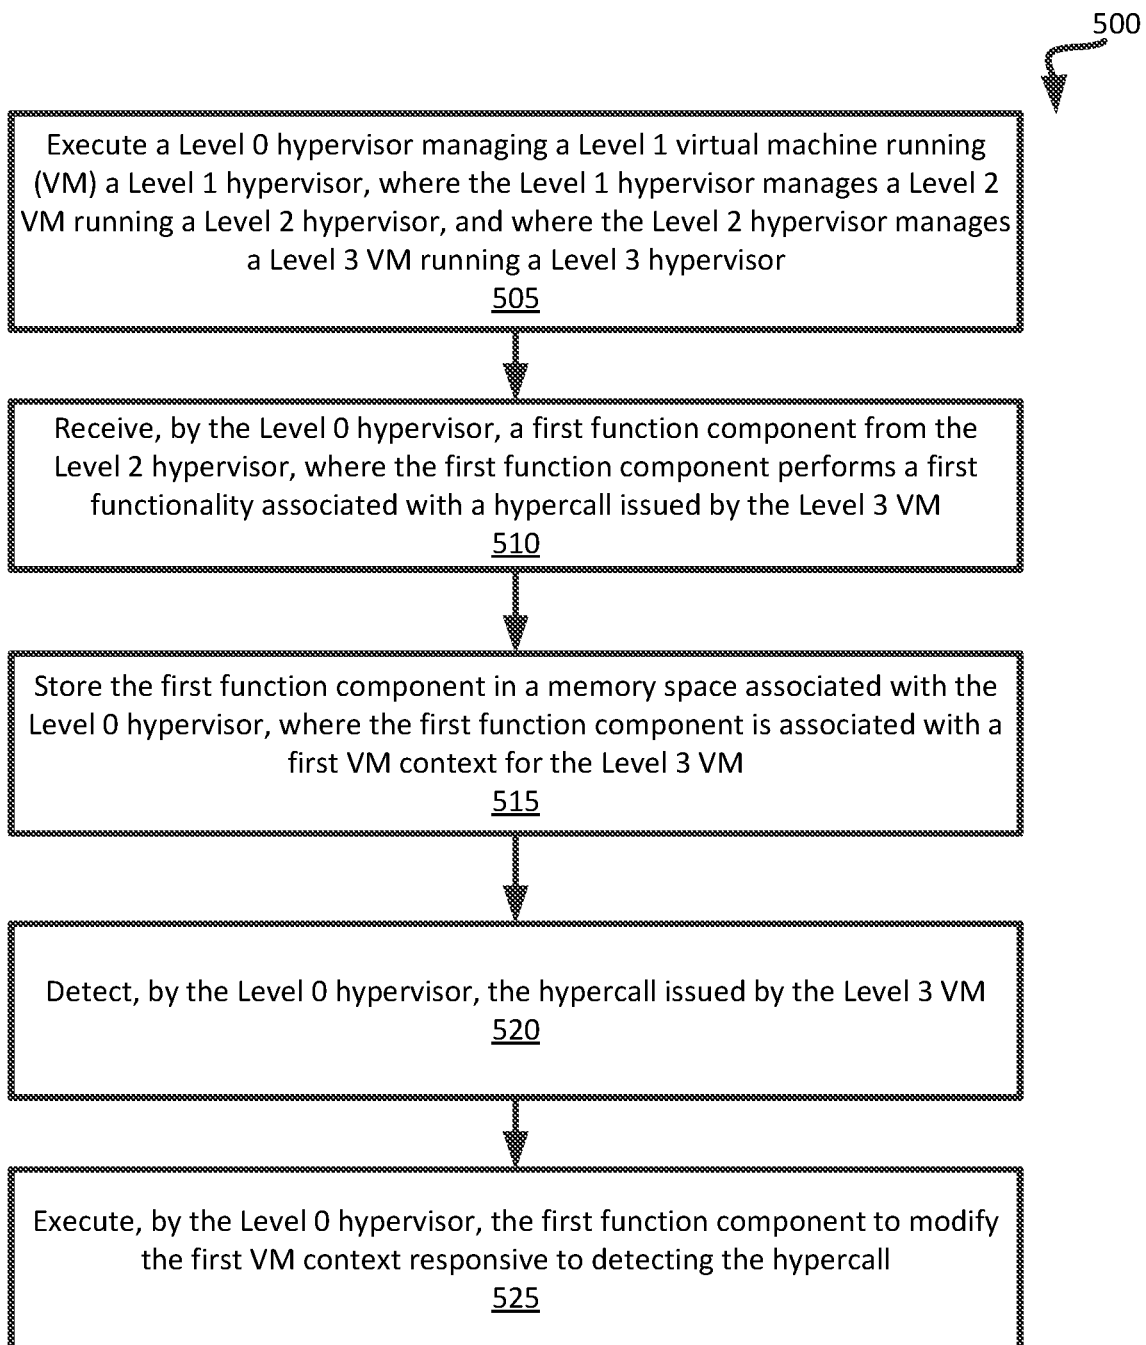 500
Execute a Level 0 hypervisor managing a Level 1 virtual machine running
(VM) a Level 1 hypervisor, where the Level 1 hypervisor manages a Level 2
VM running a Level 2 hypervisor, and where the Level 2 hypervisor manages
a Level 3 VM running a Level 3 hypervisor
505
Receive, by the Level 0 hypervisor, a first function component from the
Level 2 hypervisor, where the first function component performs a first
functionality associated with a hypercall issued by the Level 3 VM
510
Store the first function component in a memory space associated with the
Level 0 hypervisor, where the first function component is associated with a
first VM context for the Level 3 VM
515
Detect, by the Level 0 hypervisor, the hypercall issued by the Level 3 VM
520
Execute, by the Level 0 hypervisor, the first function component to modify
the first VM context responsive to detecting the hypercall
525